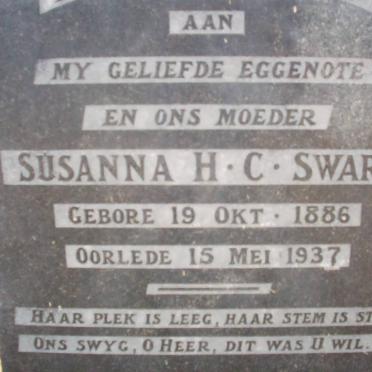 AAN
MY GELIEFDE EGGENOTE
EN ONS MOEDER
SUSANNA H. C. SWAR
GEBORE 19 OKT. 1886
OORLEDE 15 MEI 1937
HAAR PLEK IS LEEG, HAAR STEM IS ST
ONS SWYG, O HEER, DIT WAS U WIL.